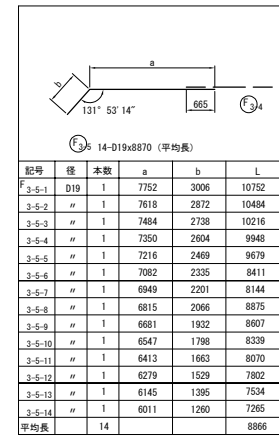 a
b
131° 53' 14"
665
F 3-4
F 3-5 14-D19x8870 (平均長)
記号 径 本数 a b L
F 3-5-1 D19 1 7752 3006 10752
3-5-2 〃 1 7618 2872 10484
3-5-3 〃 1 7484 2738 10216
3-5-4 〃 1 7350 2604 9948
3-5-5 〃 1 7216 2469 9679
3-5-6 〃 1 7082 2335 8411
3-5-7 〃 1 6949 2201 8144
3-5-8 〃 1 6815 2066 8875
3-5-9 〃 1 6681 1932 8607
3-5-10 〃 1 6547 1798 8339
3-5-11 〃 1 6413 1663 8070
3-5-12 〃 1 6279 1529 7802
3-5-13 〃 1 6145 1395 7534
3-5-14 〃 1 6011 1260 7265
平均長 14 8866